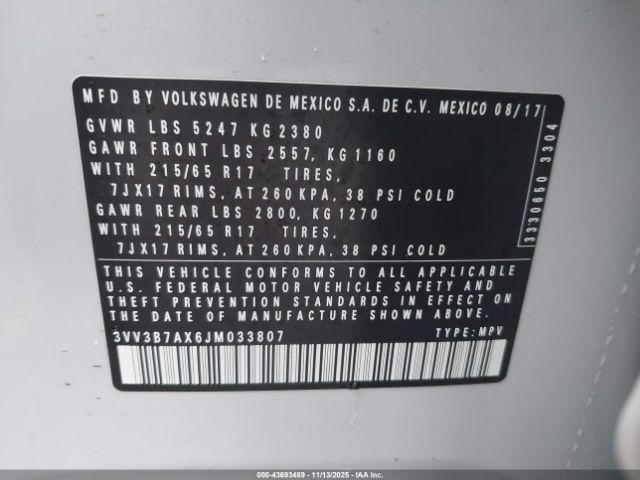 MFD BY VOLKSWAGEN DE MEXICO S.A. DE C.V. MEXICO 08/17
GVWR LBS 5247 KG 2380
GAWR FRONT LBS 2557, KG 1160
WITH 215/65 R17 TIRES,
7JX17 RIMS, AT 260 KPA, 38 PSI COLD
GAWR REAR LBS 2800, KG 1270
WITH 215/65 R17 TIRES,
7JX17 RIMS, AT 260 KPA, 38 PSI COLD
3330650 3304
THIS VEHICLE CONFORMS TO ALL APPLICABLE
U.S. FEDERAL MOTOR VEHICLE SAFETY AND
THEFT PREVENTION STANDARDS IN EFFECT ON
THE DATE OF MANUFACTURE SHOWN ABOVE.
3VV3B7AX6JM033807 TYPE: MPV
000-43693489 - 11/13/2025 - IAA, Inc.